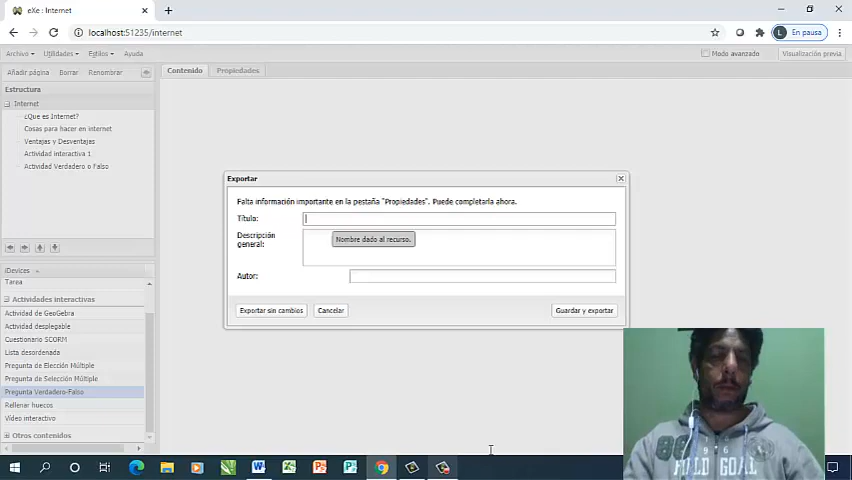 eXe : Internet
localhost:51235/internet
L En pausa
Archivo Utilidades Estilos Ayuda
Modo avanzado Visualización previa
Añadir página Borrar Renombrar
Contenido Propiedades
Estructura
Internet
¿Que es Internet?
Cosas para hacer en internet
Ventajas y Desventajas
Actividad interactiva 1
Actividad Verdadero o Falso
Exportar
Falta información importante en la pestaña "Propiedades". Puede completarla ahora.
Título:
Descripción
general:
Nombre dado al recurso.
Autor:
Exportar sin cambios Cancelar Guardar y exportar
iDevices
Tarea
Actividades interactivas
Actividad de GeoGebra
Actividad desplegable
Cuestionario SCORM
Lista desordenada
Pregunta de Elección Múltiple
Pregunta de Selección Múltiple
Pregunta Verdadero-Falso
Rellenar huecos
Vídeo interactivo
Otros contenidos
FIELD GOAL